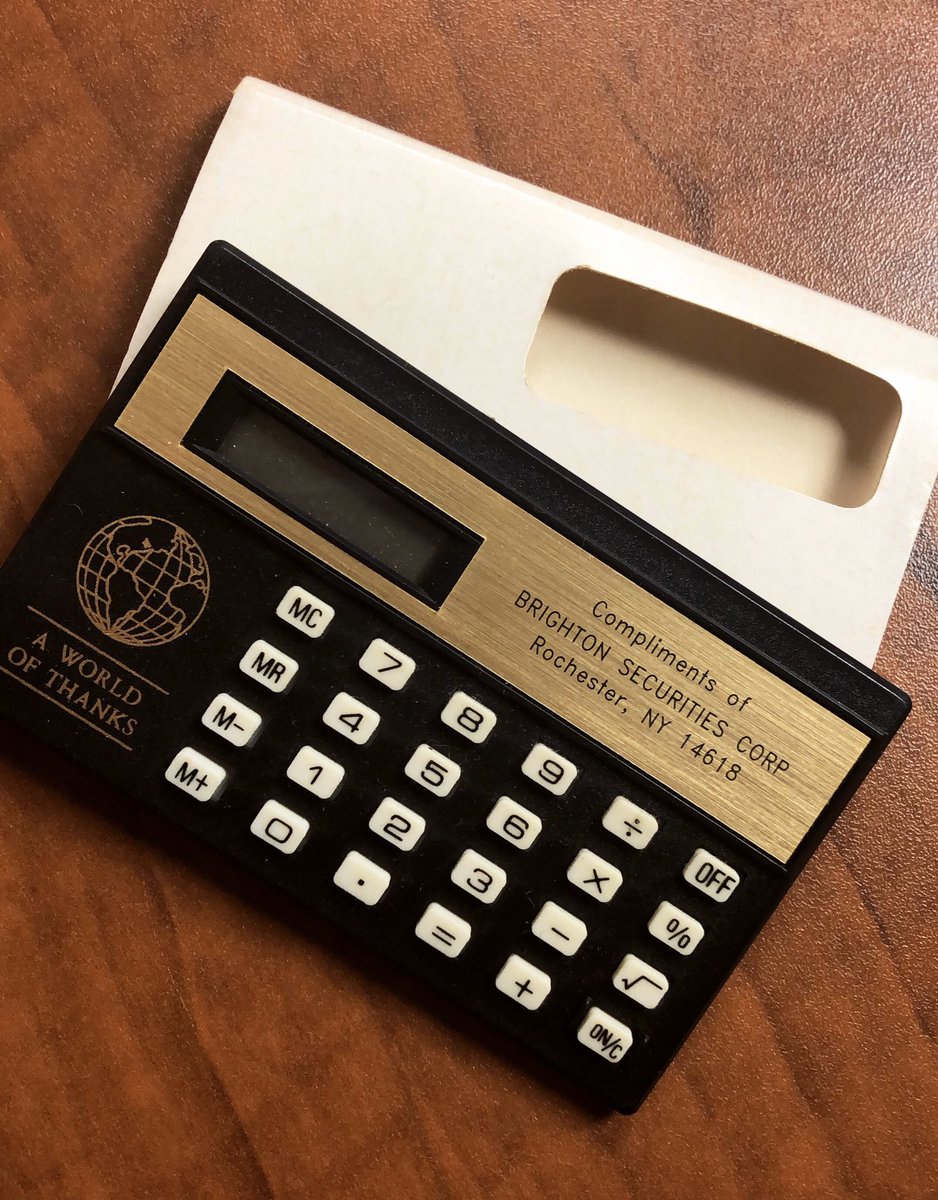 Compliments of
BRIGHTON SECURITIES CORP
Rochester, NY 14618
A WORLD
OF THANKS
MC 7 8 9 ÷ OFF
MR 4 5 6 × %
M- 1 2 3 - √
M+ 0 . = + ON/C